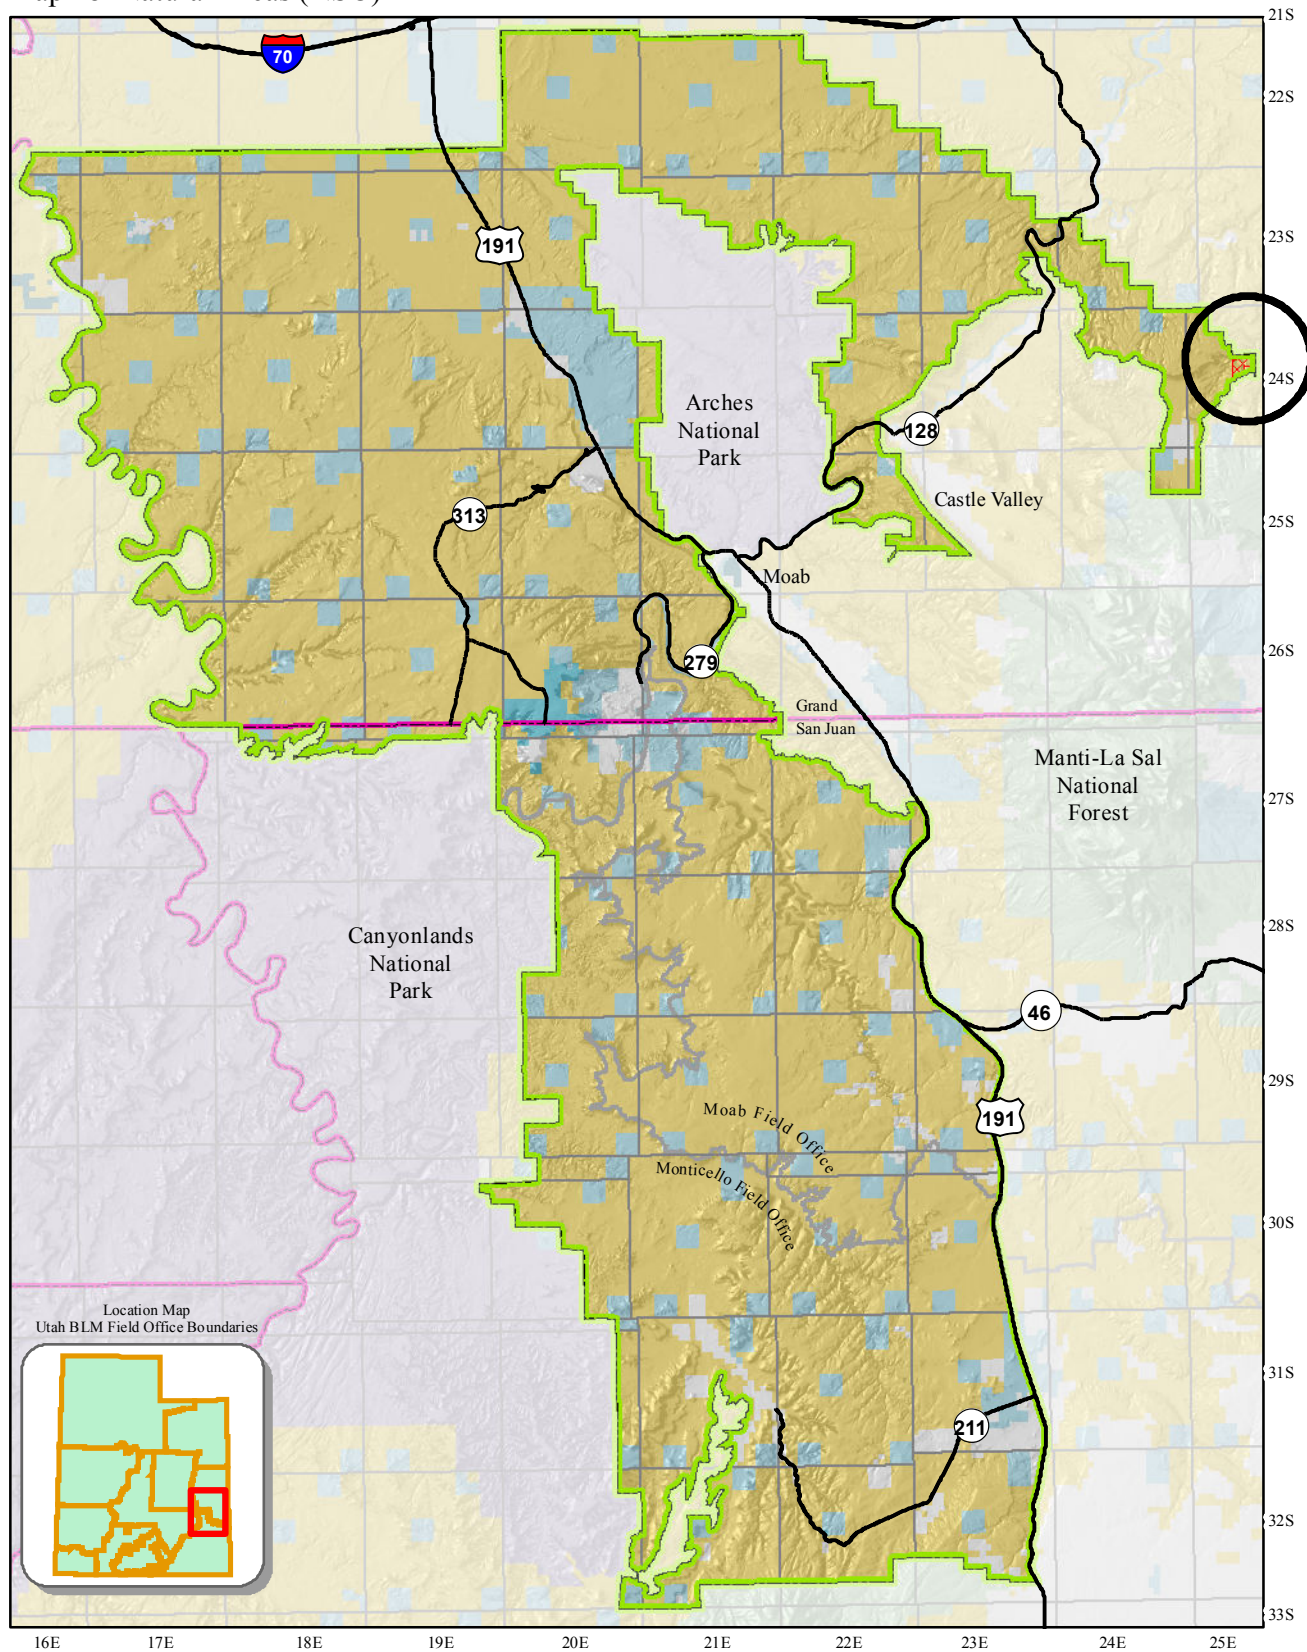 21S
70
22S
191
23S
24S
Arches
National
Park
128
Castle Valley
313
25S
Moab
279
26S
Grand
San Juan
Manti-La Sal
National
Forest
27S
Canyonlands
National
Park
28S
46
29S
Moab Field Office
191
Monticello Field Office
30S
Location Map
Utah BLM Field Office Boundaries
31S
211
32S
33S
16E 17E 18E 19E 20E 21E 22E 23E 24E 25E